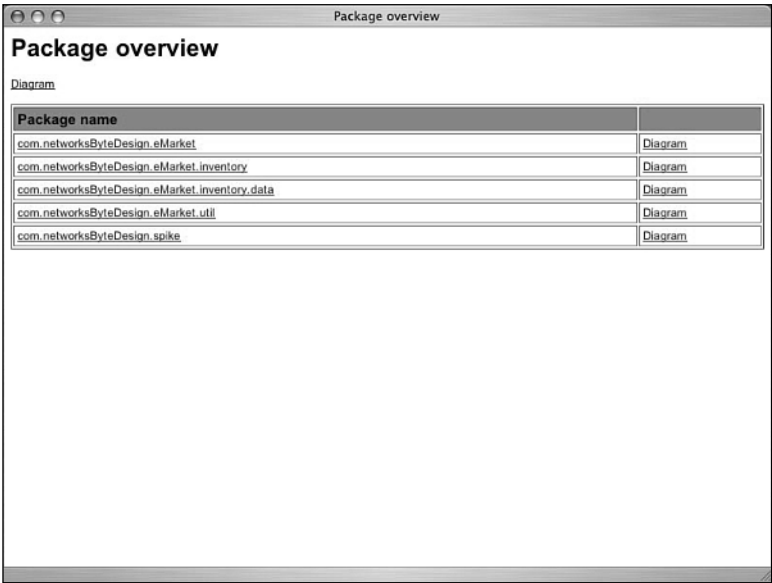 Package overview
Package overview
Diagram
Package name
com.networksByteDesign.eMarket Diagram
com.networksByteDesign.eMarket.inventory Diagram
com.networksByteDesign.eMarket.inventory.data Diagram
com.networksByteDesign.eMarket.util Diagram
com.networksByteDesign.spike Diagram